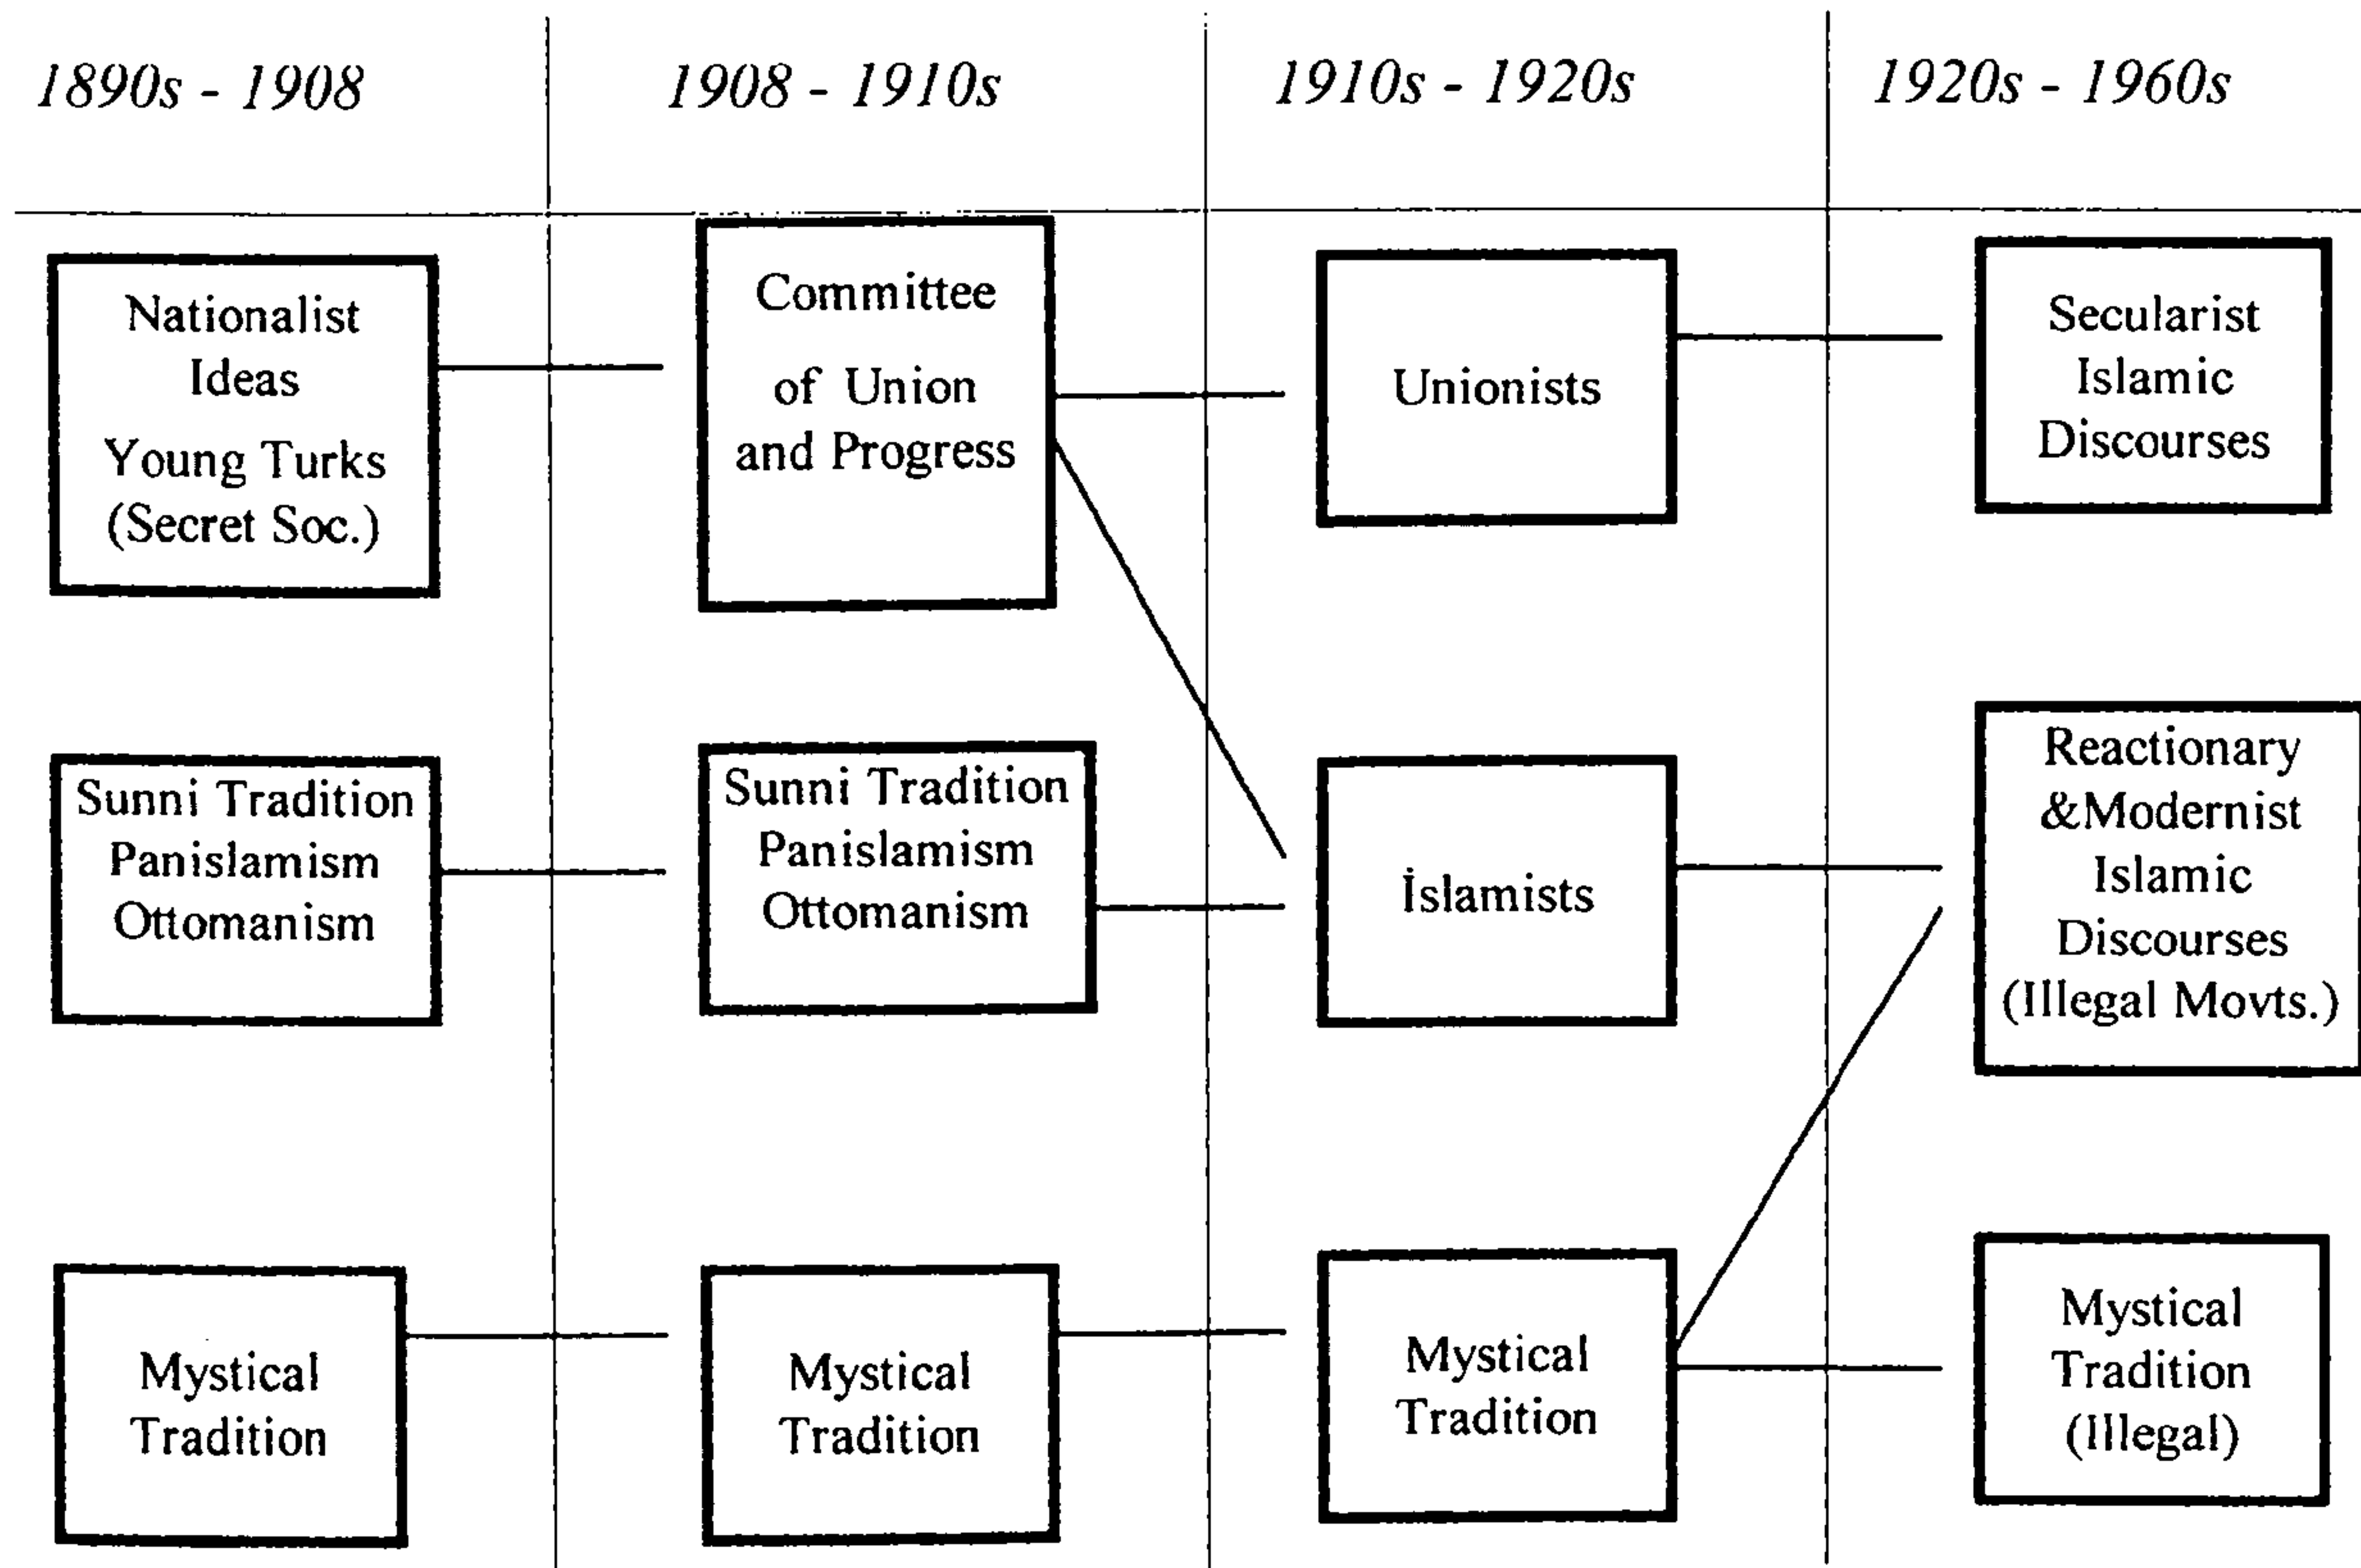 1890s - 1908
1908 - 1910s
1910s - 1920s
1920s - 1960s
Nationalist
Ideas
Young Turks
(Secret Soc.)
Committee
of Union
and Progress
Unionists
Secularist
Islamic
Discourses
Sunni Tradition
Panislamism
Ottomanism
Sunni Tradition
Panislamism
Ottomanism
İslamists
Reactionary
&Modernist
Islamic
Discourses
(Illegal Movts.)
Mystical
Tradition
Mystical
Tradition
Mystical
Tradition
Mystical
Tradition
(Illegal)